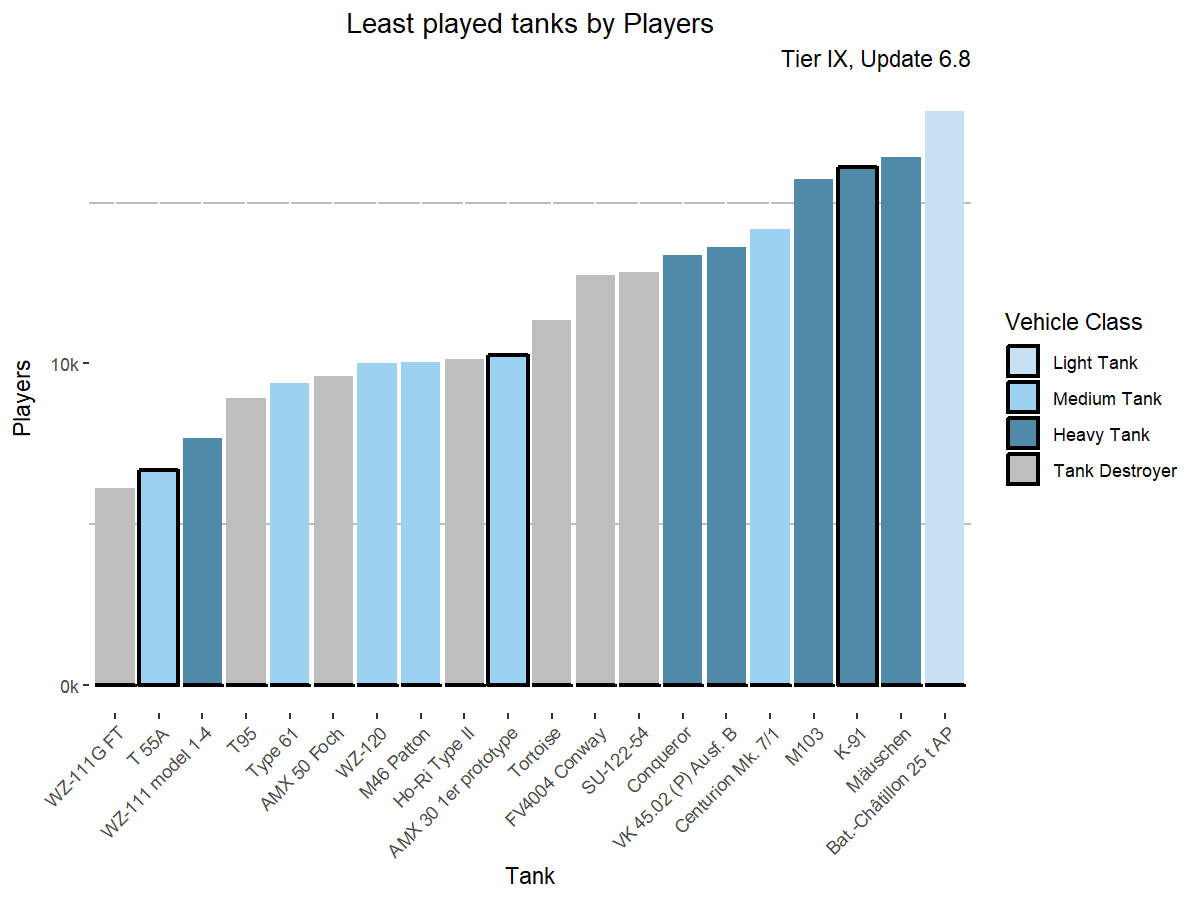 Least played tanks by Players
Tier IX, Update 6.8
Players
10k
0k
WZ-111G FT
T 55A
WZ-111 model 1-4
T95
Type 61
AMX 50 Foch
WZ-120
M46 Patton
Ho-Ri Type II
AMX 30 1er prototype
Tortoise
FV4004 Conway
SU-122-54
Conqueror
VK 45.02 (P) Ausf. B
Centurion Mk. 7/1
M103
K-91
Mäuschen
Bat.-Châtillon 25 t AP
Tank
Vehicle Class
Light Tank
Medium Tank
Heavy Tank
Tank Destroyer